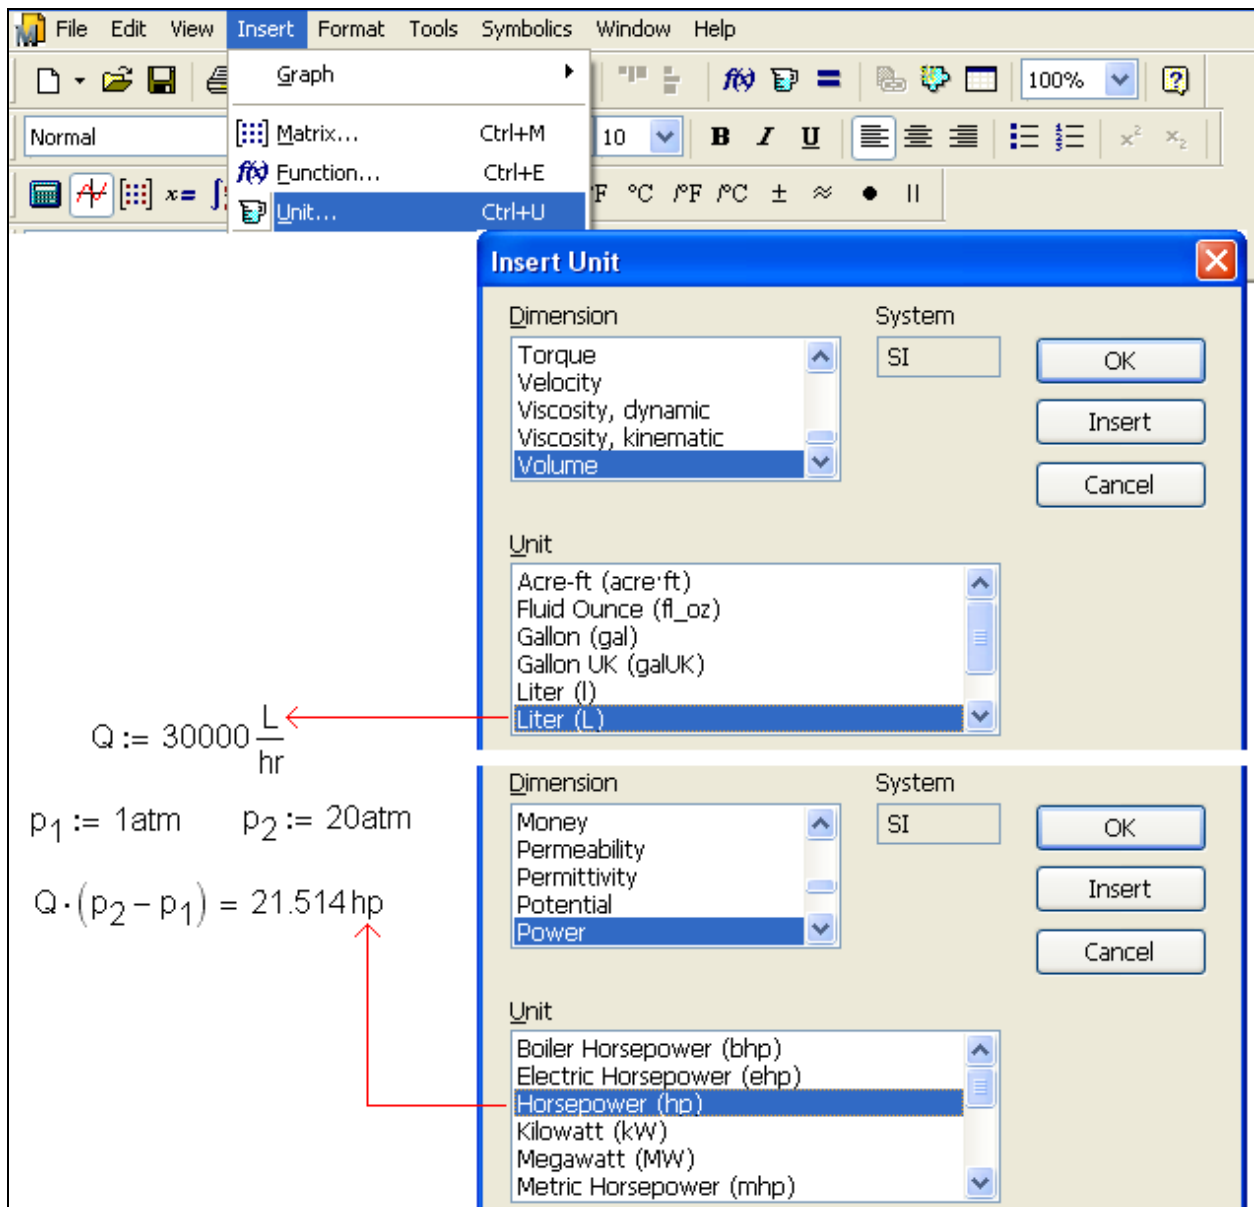 File Edit View Insert Format Tools Symbolics Window Help
Graph
100%
Matrix... Ctrl+M
Normal
10 B I U
Function... Ctrl+E
Unit... Ctrl+U
°F °C /°F /°C ± ≈ ● ||
Insert Unit
Dimension
System
Torque
Velocity
Viscosity, dynamic
Viscosity, kinematic
Volume
SI
OK
Insert
Cancel
Unit
Acre-ft (acre·ft)
Fluid Ounce (fl_oz)
Gallon (gal)
Gallon UK (galUK)
Liter (l)
Liter (L)
Q := 30000 L/hr
p1 := 1atm p2 := 20atm
Q·(p2 − p1) = 21.514 hp
Dimension
System
Money
Permeability
Permittivity
Potential
Power
SI
OK
Insert
Cancel
Unit
Boiler Horsepower (bhp)
Electric Horsepower (ehp)
Horsepower (hp)
Kilowatt (kW)
Megawatt (MW)
Metric Horsepower (mhp)